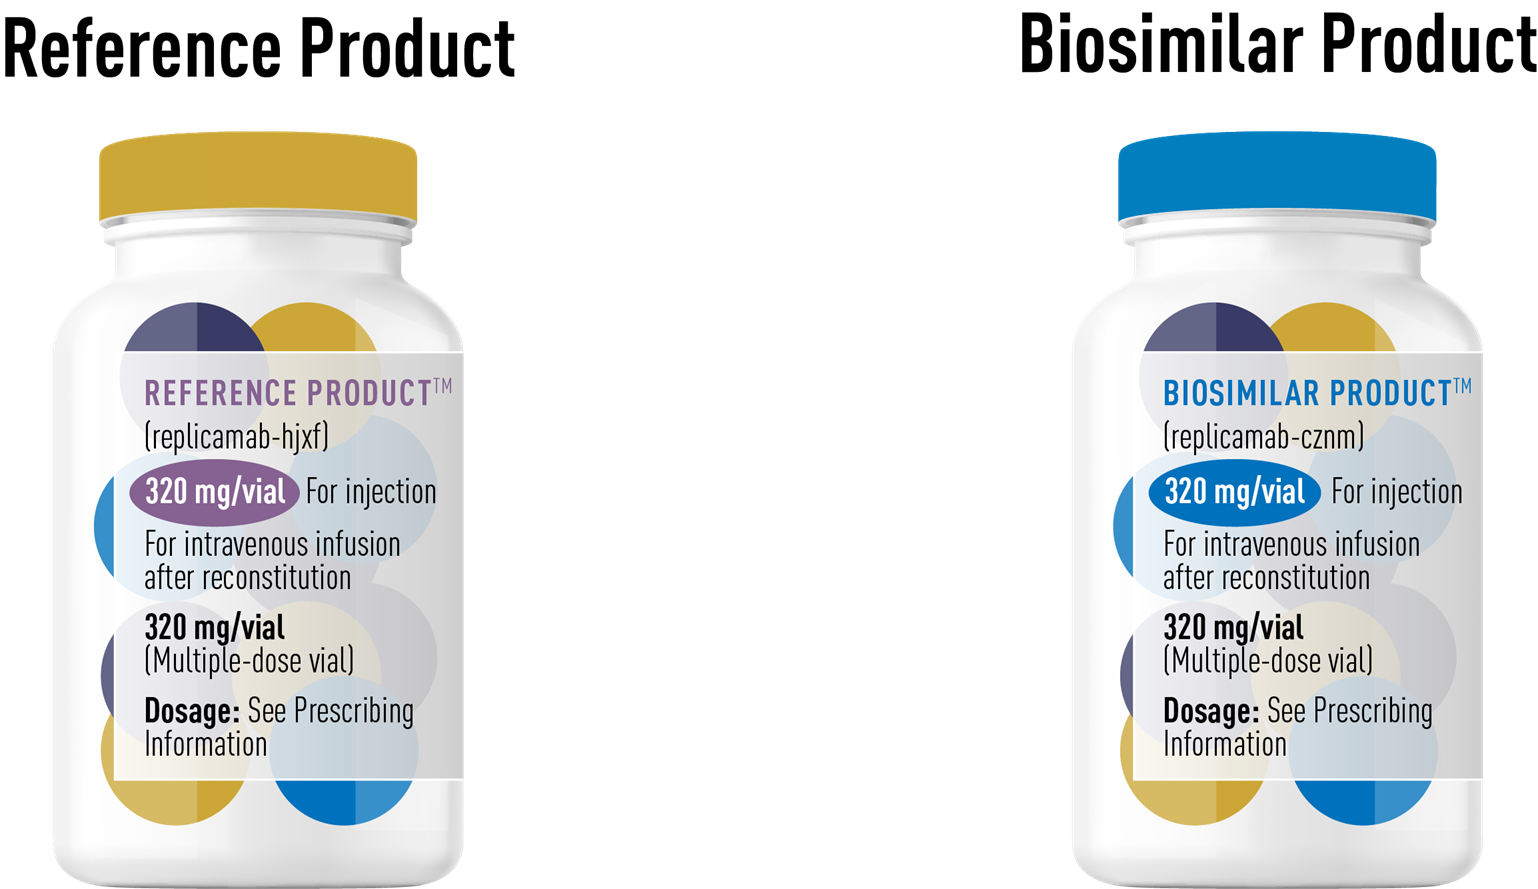 Reference Product
REFERENCE PRODUCT™
(replicamab-hjxf)
320 mg/vial For injection
For intravenous infusion
after reconstitution
320 mg/vial
(Multiple-dose vial)
Dosage: See Prescribing
Information
Biosimilar Product
BIOSIMILAR PRODUCT™
(replicamab-cznm)
320 mg/vial For injection
For intravenous infusion
after reconstitution
320 mg/vial
(Multiple-dose vial)
Dosage: See Prescribing
Information